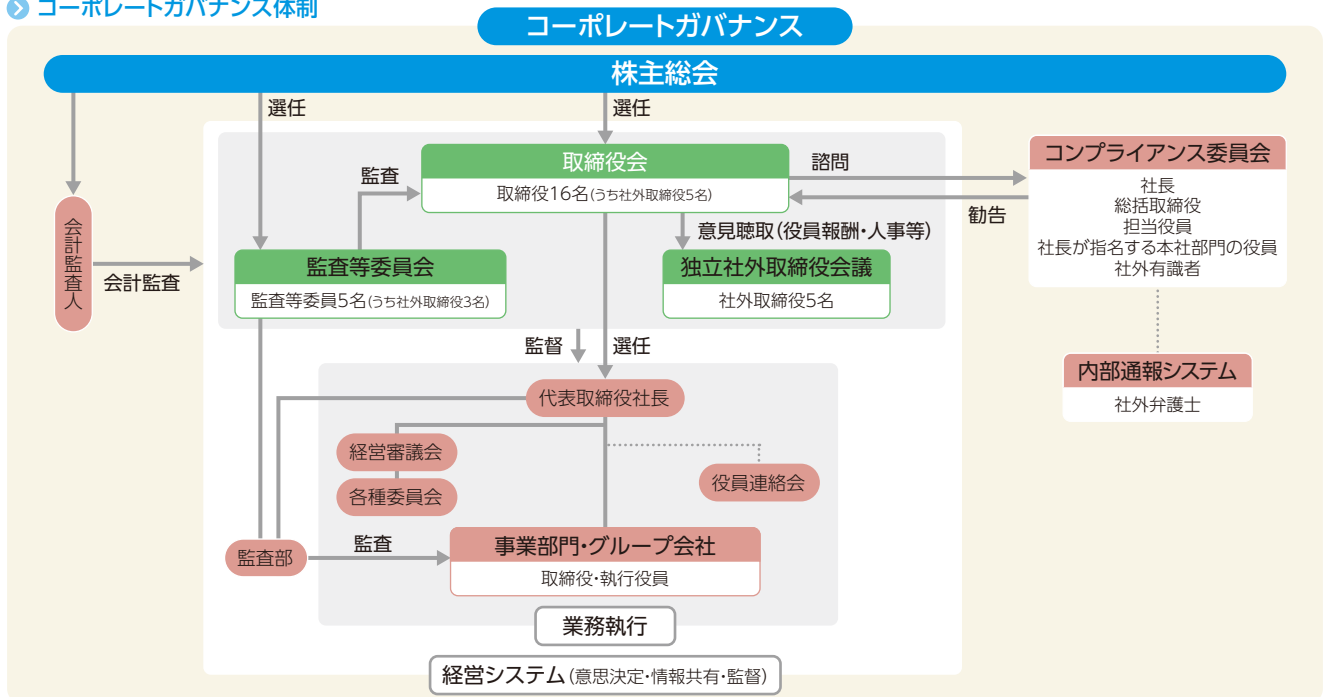 コーポレートガバナンス体制
コーポレートガバナンス
株主総会
選任
選任
取締役会
取締役16名(うち社外取締役5名)
監査
諮問
勧告
コンプライアンス委員会
社長
総括取締役
担当役員
社長が指名する本社部門の役員
社外有識者
意見聴取(役員報酬・人事等)
会計監査人
会計監査
監査等委員会
監査等委員5名(うち社外取締役3名)
独立社外取締役会議
社外取締役5名
監督
選任
内部通報システム
社外弁護士
代表取締役社長
経営審議会
各種委員会
役員連絡会
監査部
監査
事業部門・グループ会社
取締役・執行役員
業務執行
経営システム(意思決定・情報共有・監督)